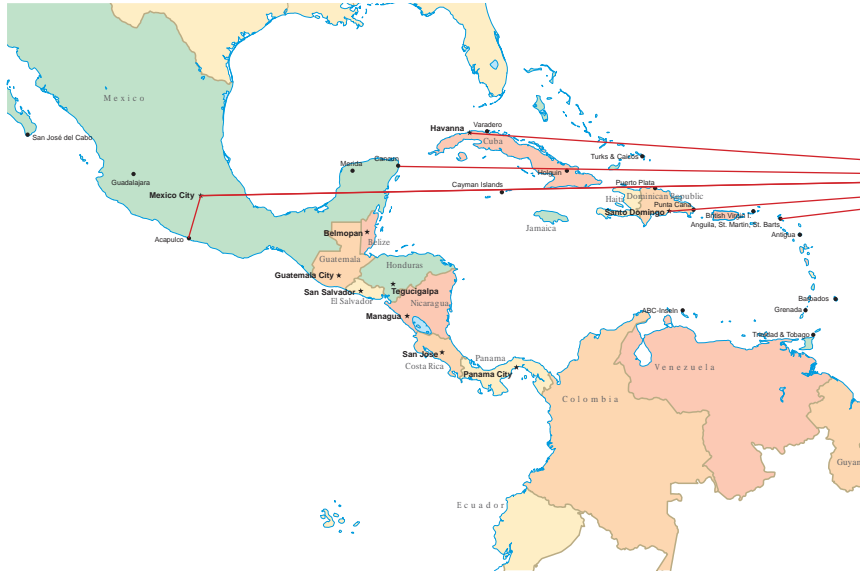 Mexico
Varadero
Havanna
Cuba
San José del Cabo
Turks & Caicos
Merida
Cancun
Holguin
Guadalajara
Cayman Islands
Puerto Plata
Mexico City
Haiti
Dominican Republic
Punta Cana
Santo Domingo
British Virgin I.
Anguila, St. Martin, St. Barts
Jamaica
Belmopan
Antigua
Acapulco
Belize
Guatemala
Honduras
Guatemala City
San Salvador
Tegucigalpa
El Salvador
Nicaragua
Barbados
Managua
ABC-Inseln
Grenada
Trinidad & Tobago
San José
Panama
Costa Rica
Panama City
Venezuela
Colombia
Guyan
Ecuador